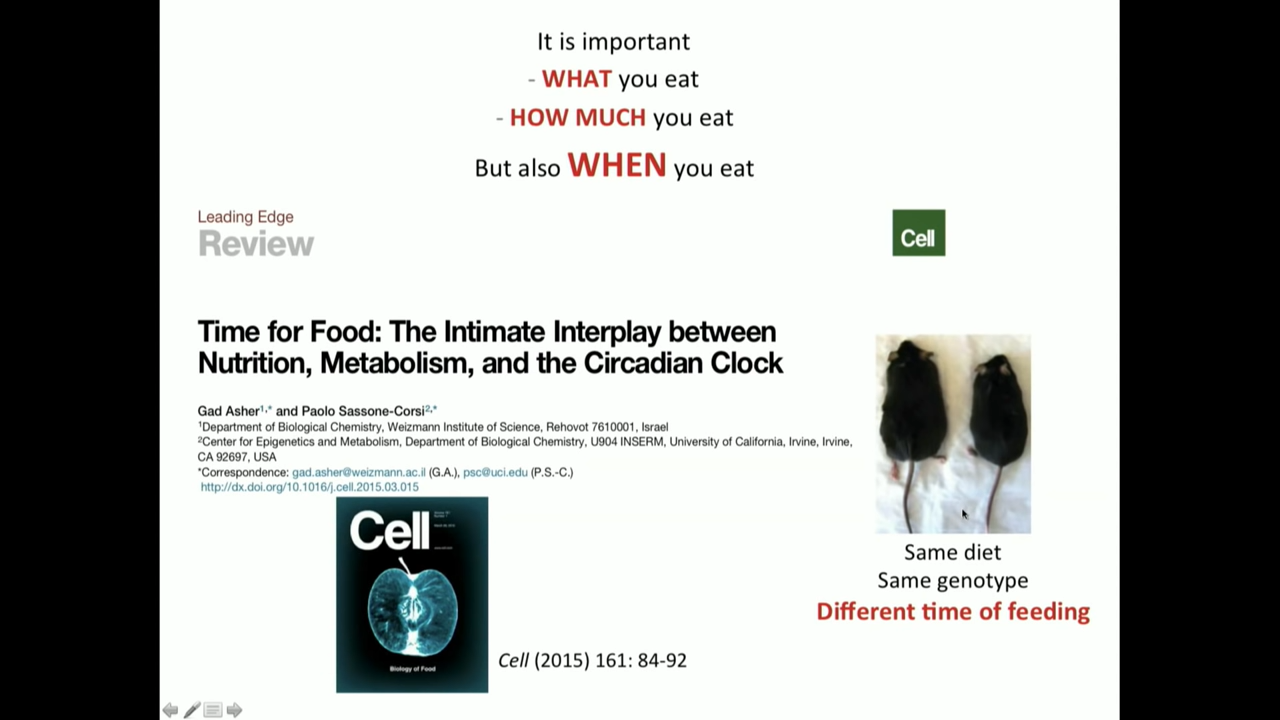 It is important
- WHAT you eat
- HOW MUCH you eat
But also WHEN you eat
Leading Edge
Review
Cell
Time for Food: The Intimate Interplay between
Nutrition, Metabolism, and the Circadian Clock
Gad Asher1,* and Paolo Sassone-Corsi2,*
1Department of Biological Chemistry, Weizmann Institute of Science, Rehovot 7610001, Israel
2Center for Epigenetics and Metabolism, Department of Biological Chemistry, U904 INSERM, University of California, Irvine, Irvine,
CA 92697, USA
*Correspondence: gad.asher@weizmann.ac.il (G.A.), psc@uci.edu (P.S.-C.)
http://dx.doi.org/10.1016/j.cell.2015.03.015
Cell
Biology of Food
Cell (2015) 161: 84-92
Same diet
Same genotype
Different time of feeding